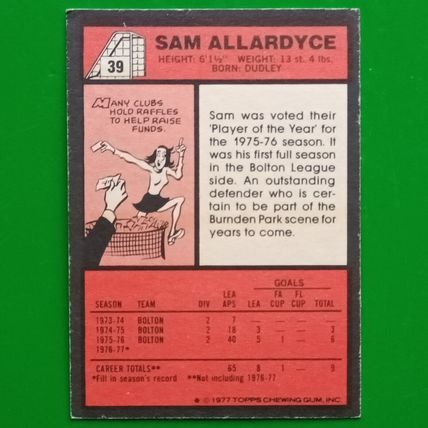 39
SAM ALLARDYCE
HEIGHT: 6'1½" WEIGHT: 13 st. 4 lbs.
BORN: DUDLEY
MANY CLUBS
HOLD RAFFLES
TO HELP RAISE
FUNDS.
Sam was voted their
'Player of the Year' for
the 1975-76 season. It
was his first full season
in the Bolton League
side. An outstanding
defender who is cer-
tain to be part of the
Burnden Park scene for
years to come.
GOALS
LEA FA FL
SEASON TEAM DIV APS LEA CUP CUP TOTAL
1973-74 BOLTON 2 7 — — — —
1974-75 BOLTON 2 18 3 — — 3
1975-76 BOLTON 2 40 5 1 — 6
1976-77*
CAREER TOTALS** 65 8 1 — 9
*Fill in season's record **Not including 1976-77
* © 1977 TOPPS CHEWING GUM, INC.